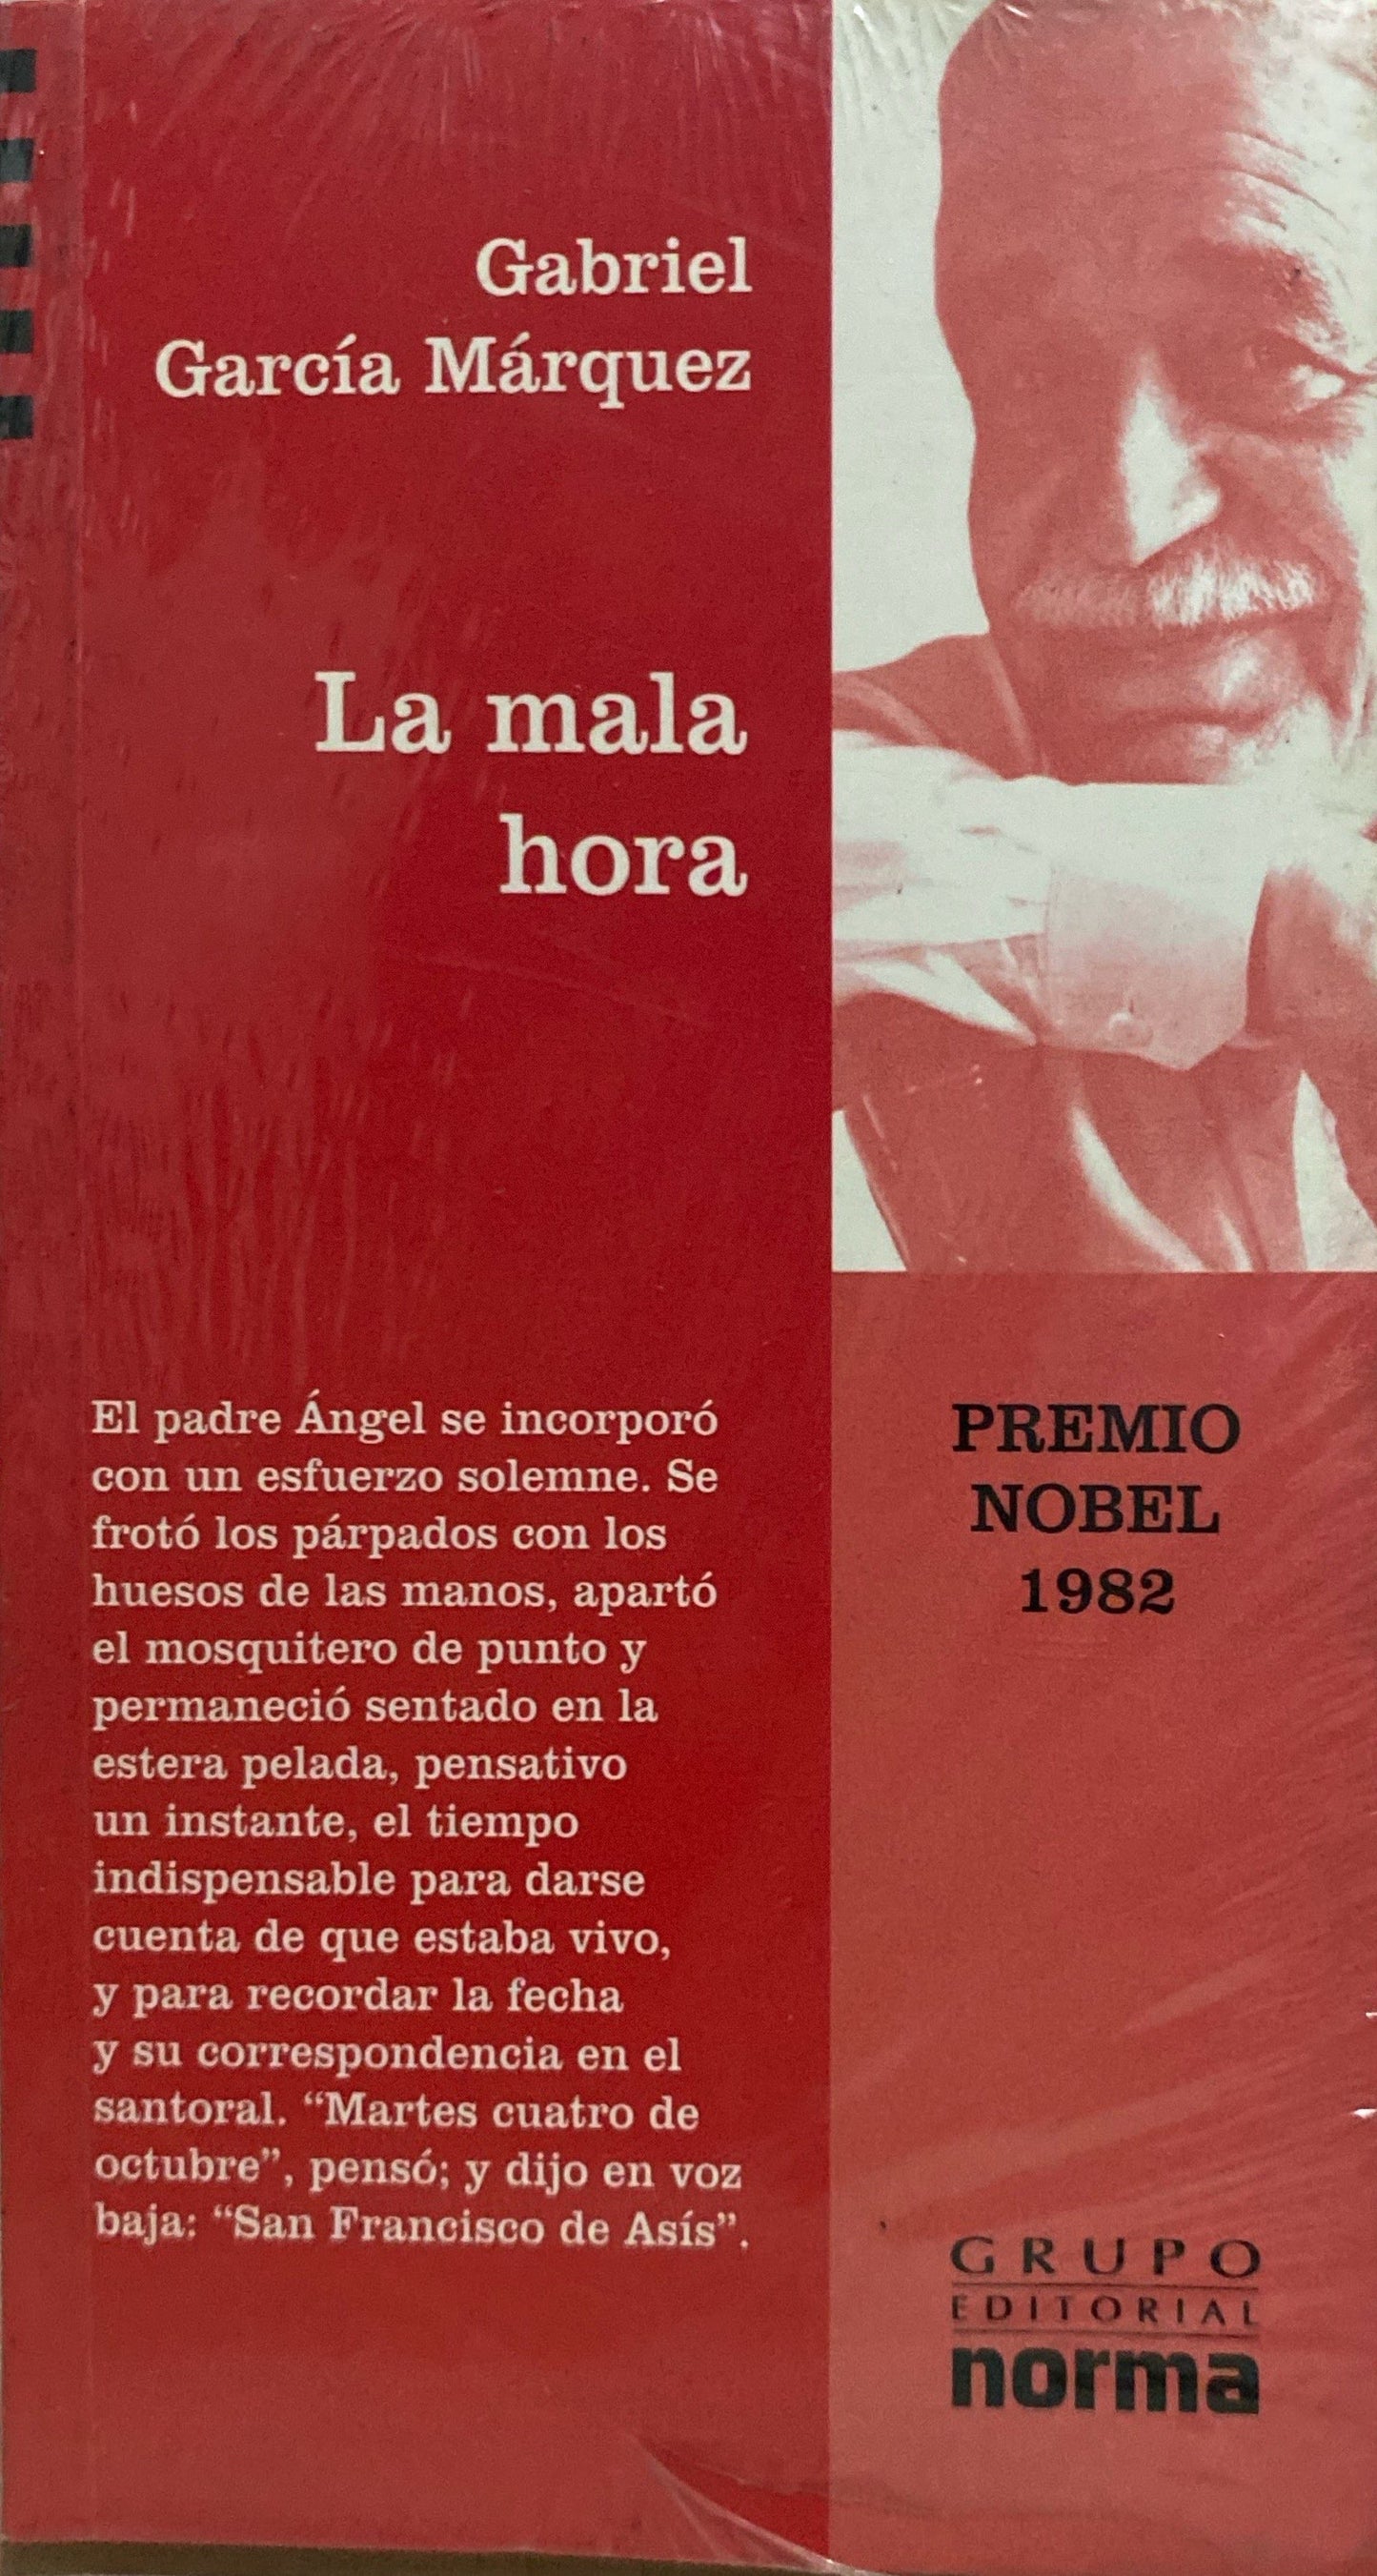 Gabriel
García Márquez
La mala
hora
El padre Ángel se incorporó
con un esfuerzo solemne. Se
frotó los párpados con los
huesos de las manos, apartó
el mosquitero de punto y
permaneció sentado en la
estera pelada, pensativo
un instante, el tiempo
indispensable para darse
cuenta de que estaba vivo,
y para recordar la fecha
y su correspondencia en el
santoral. “Martes cuatro de
octubre”, pensó; y dijo en voz
baja: “San Francisco de Asís”.
PREMIO
NOBEL
1982
GRUPO
EDITORIAL
norma